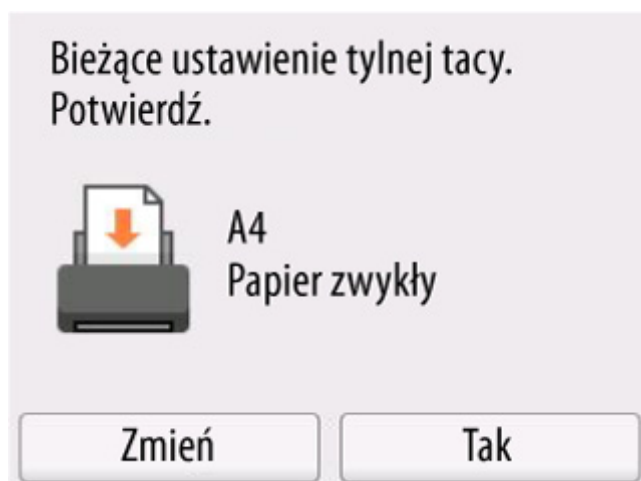 Bieżące ustawienie tylnej tacy.
Potwierdź.
A4
Papier zwykły
Zmień
Tak